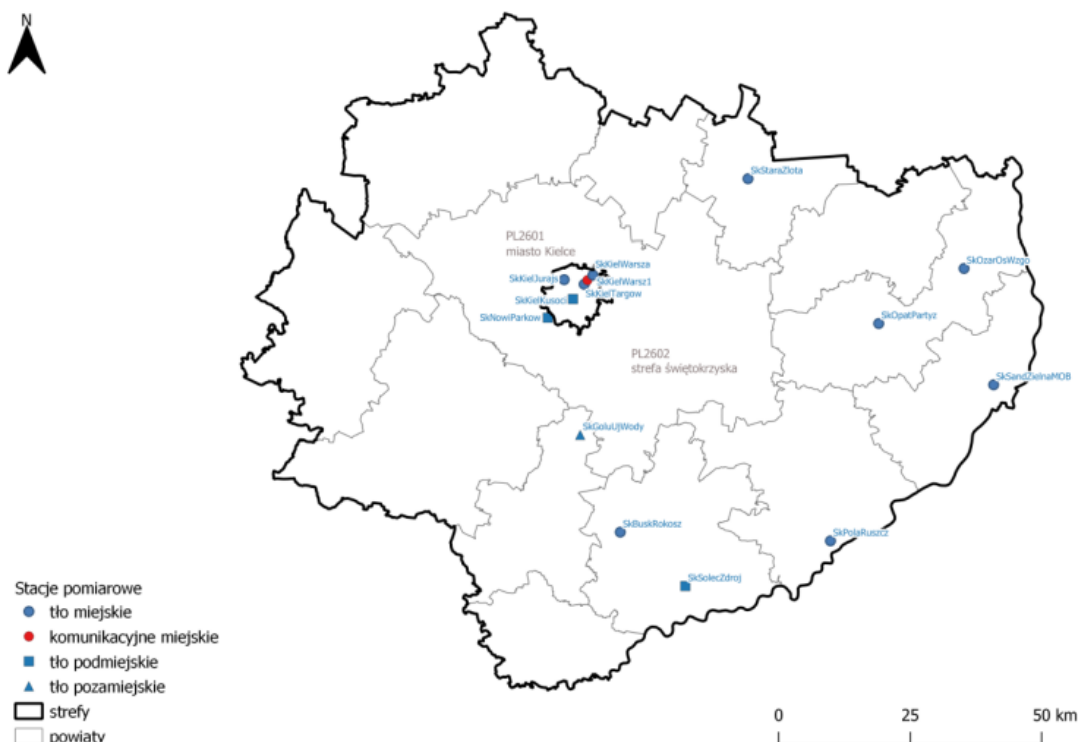 N
SkStaraZlota
PL2601
miasto Kielce
SkKielWarsza
SkOzarOsWzgo
SkKielJurajs
SkKielWarsz1
SkKielTargow
SkKielKusoci
SkNowiParkow
SkOpatPartyz
PL2602
strefa świętokrzyska
SkSandZielnaMOB
SkGoluUjWody
SkBuskRokosz
SkPolaRuszcz
SkSolecZdroj
Stacje pomiarowe
tło miejskie
komunikacyjne miejskie
tło podmiejskie
tło pozamiejskie
strefy
powiaty
0 25 50 km